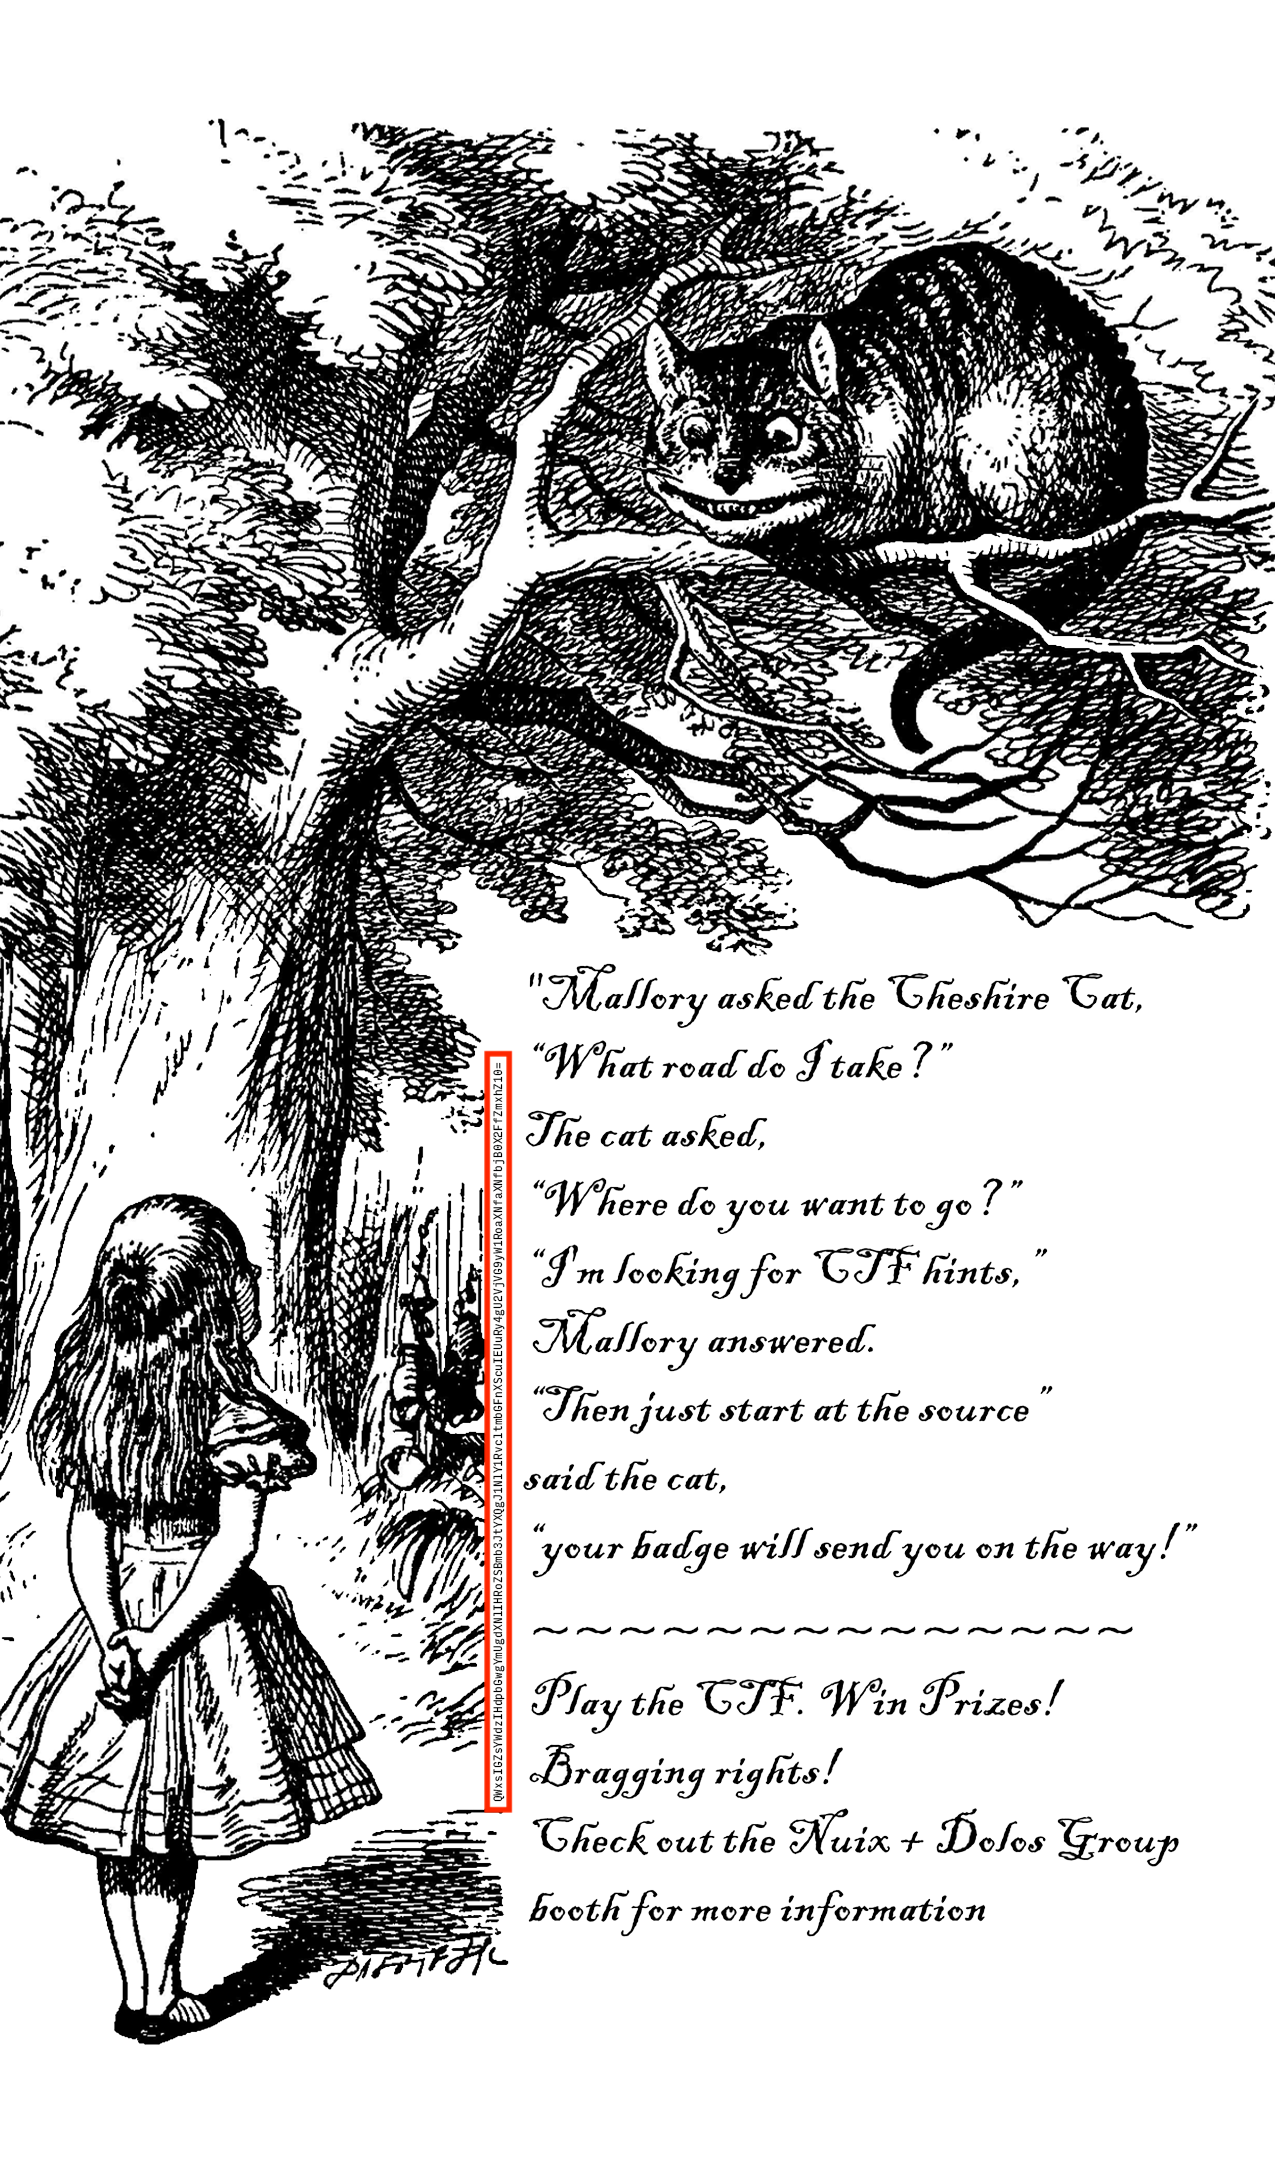 "Mallory asked the Cheshire Cat,
“What road do I take?”
The cat asked,
“Where do you want to go?”
“I'm looking for CTF hints,”
Mallory answered.
“Then just start at the source”
said the cat,
“your badge will send you on the way!”
~~~~~~~~~~~~~~
Play the CTF. Win Prizes!
Bragging rights!
Check out the Nuix + Dolos Group
booth for more information
QWxsIGZsYWdzIHdpbGwgYmUgdXNlIHRoZSBmb3JtYXQgJ1NlY1RvcltmbGFnXScuIEUuRy4gU2VjVG9yW1RoaXNfaXNfbjB0X2FfZmxhZ10=